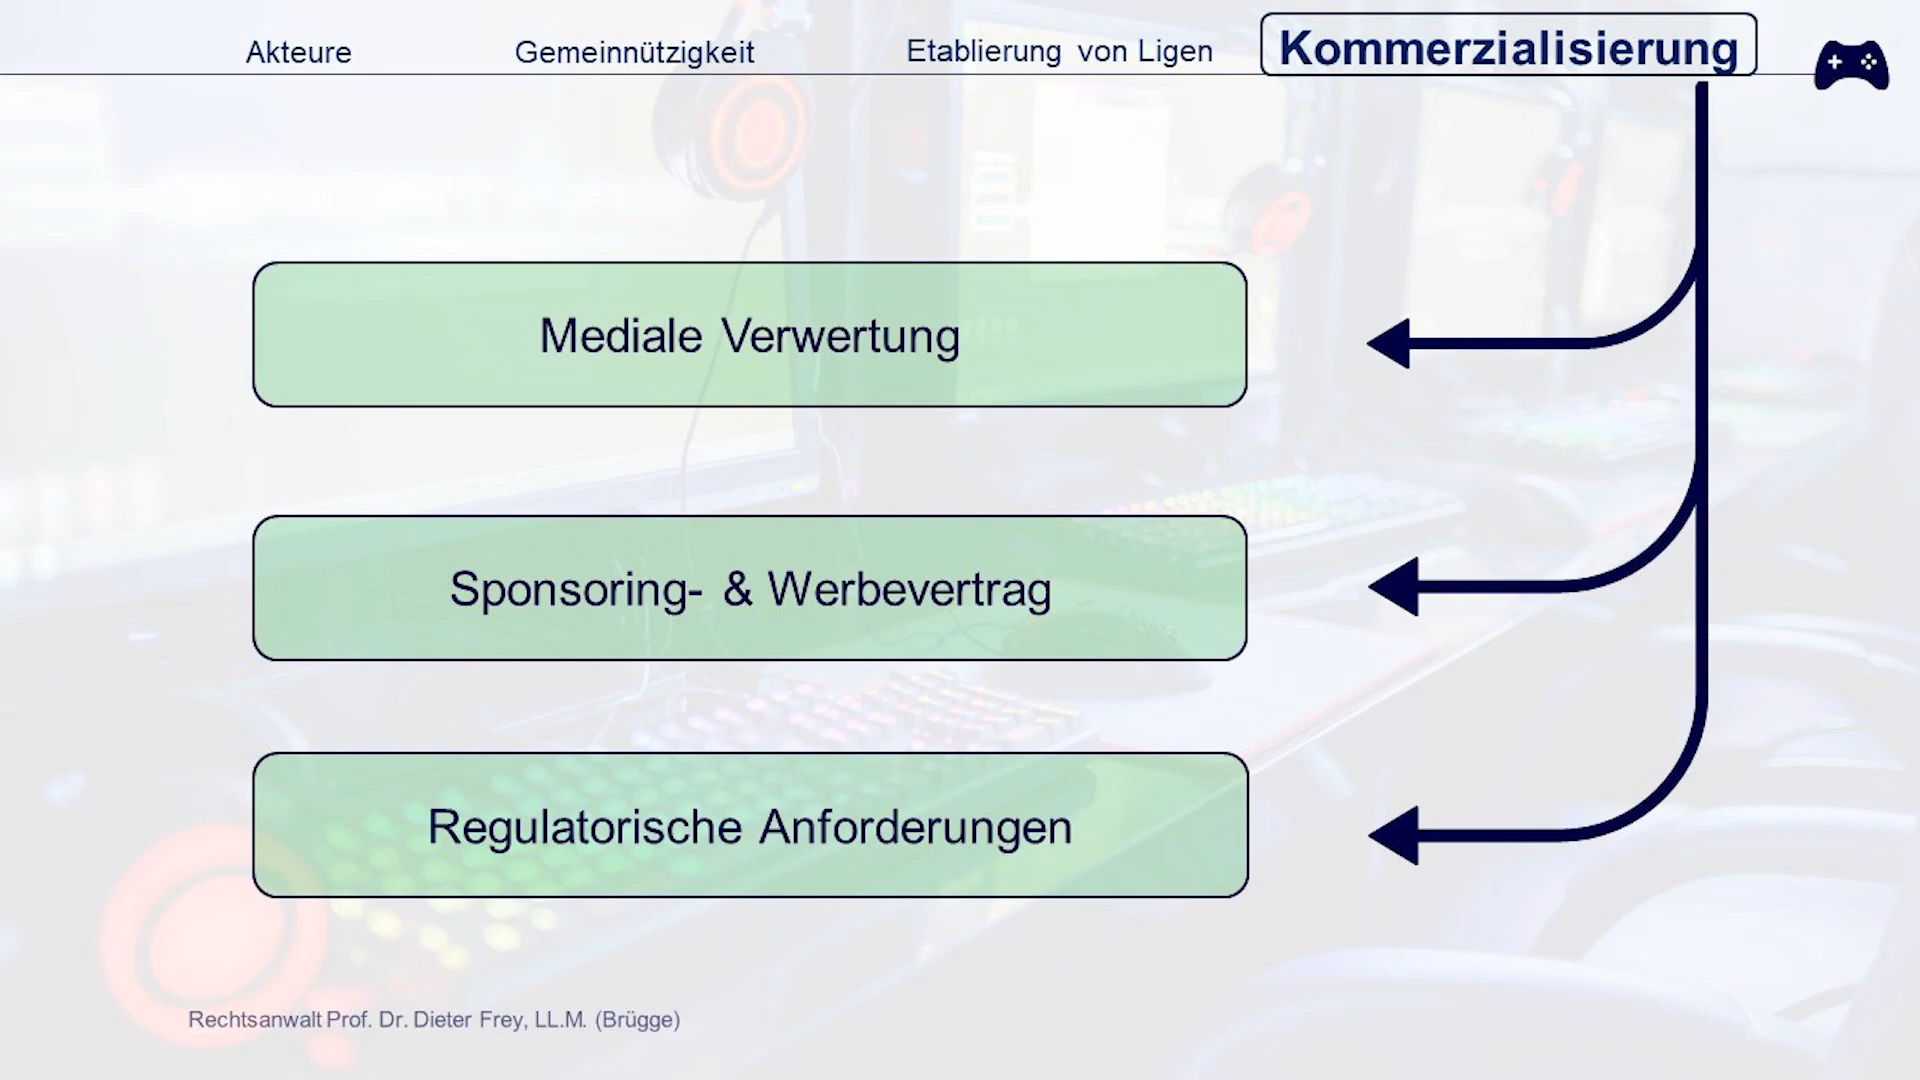 Akteure
Gemeinnützigkeit
Etablierung von Ligen
Kommerzialisierung
Mediale Verwertung
Sponsoring- & Werbevertrag
Regulatorische Anforderungen
Rechtsanwalt Prof. Dr. Dieter Frey, LL.M. (Brügge)